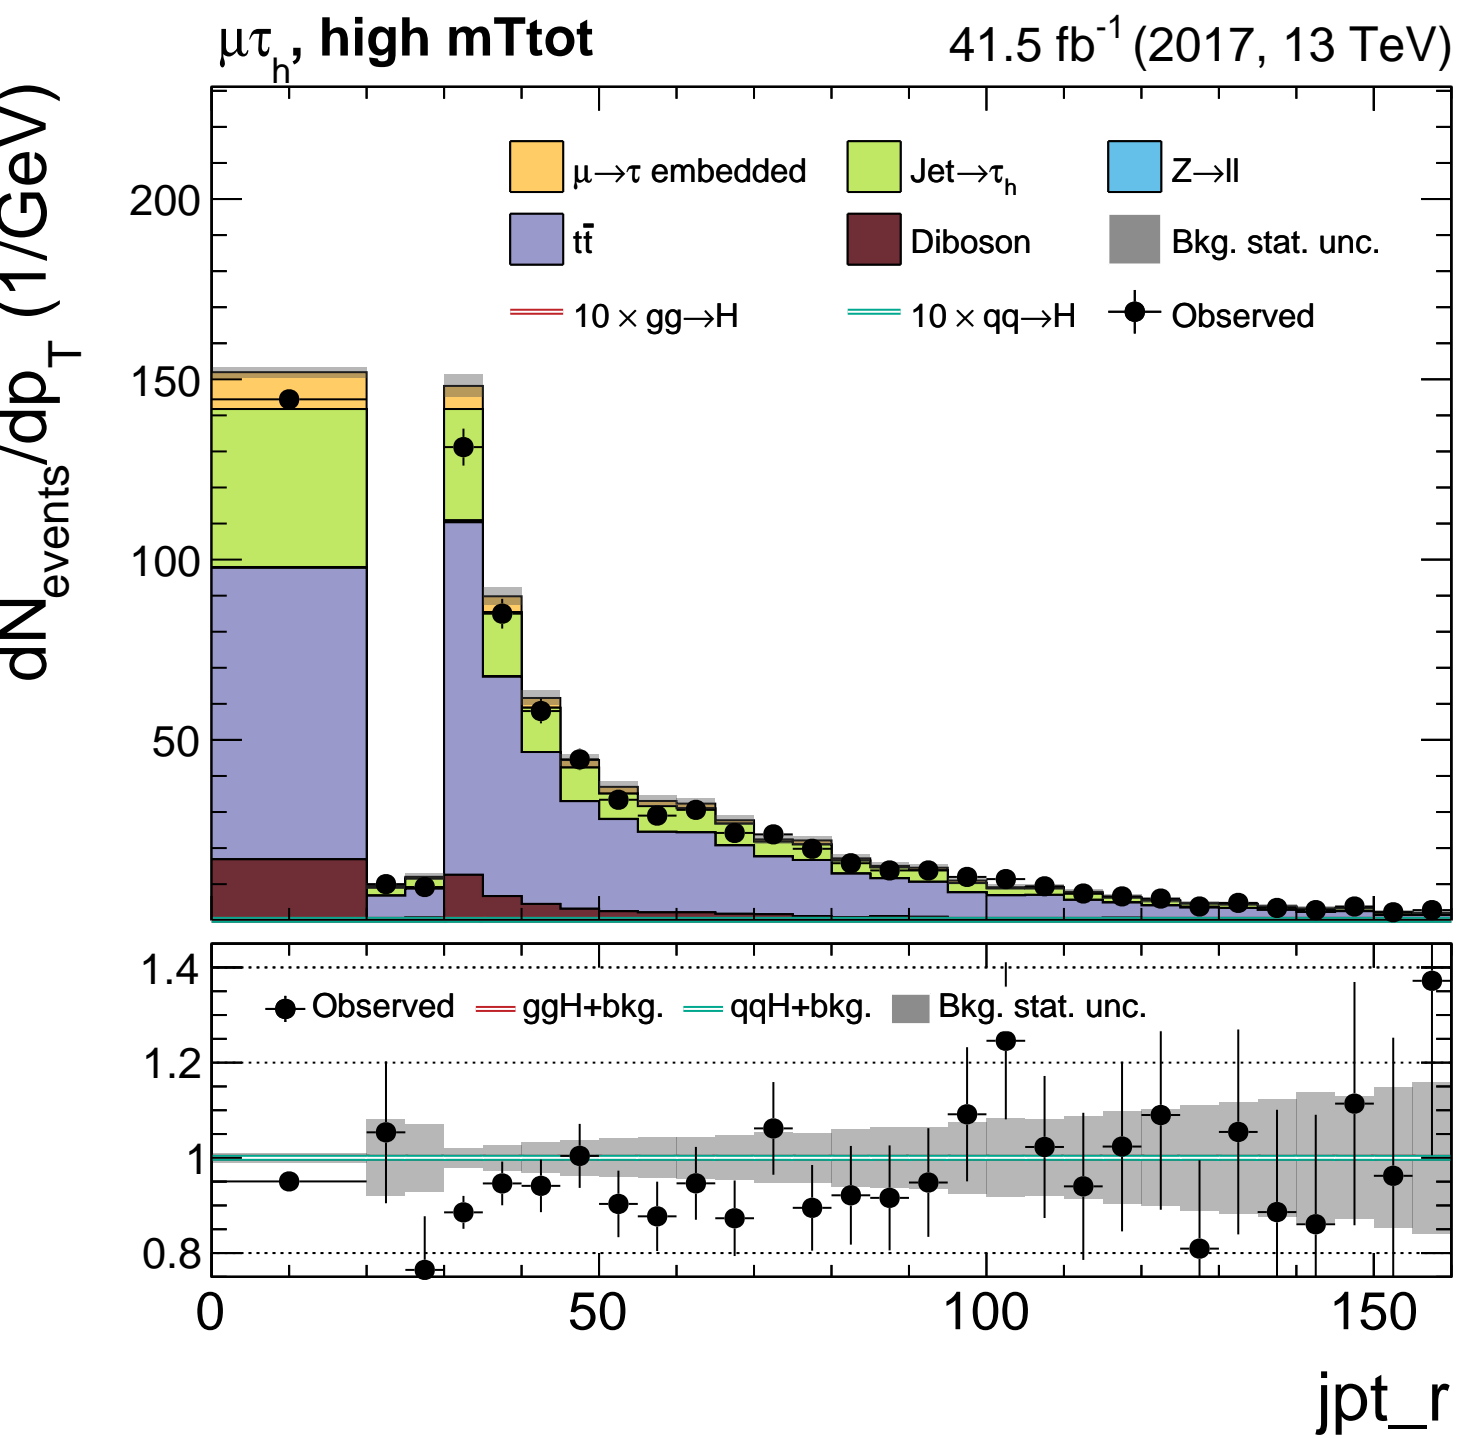 μτh, high mTtot
41.5 fb-1 (2017, 13 TeV)
dNevents/dpT (1/GeV)
200
150
100
50
μ→τ embedded
Jet→τh
Z→ll
tt̄
Diboson
Bkg. stat. unc.
10 × gg→H
10 × qq→H
Observed
1.4
1.2
1
0.8
Observed
ggH+bkg.
qqH+bkg.
Bkg. stat. unc.
0
50
100
150
jpt_r